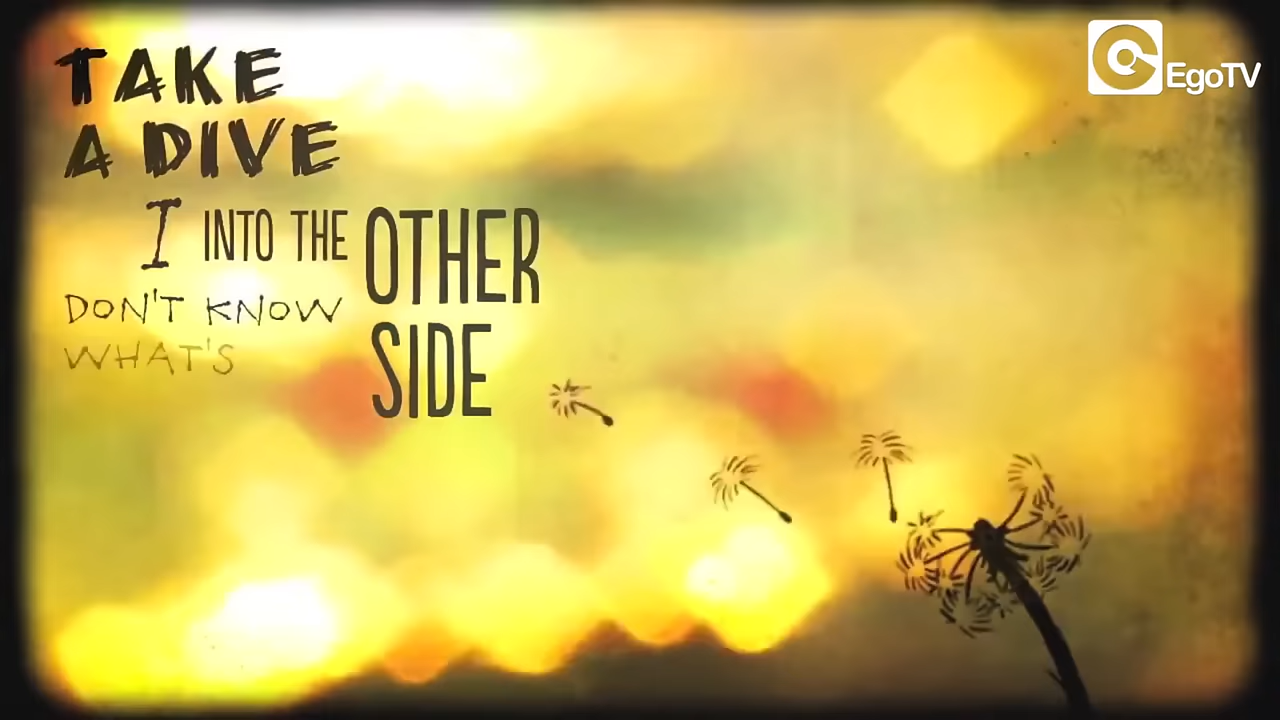 TAKE
A DIVE
INTO THE
OTHER
SIDE
I
DON'T KNOW
WHAT'S
EgoTV